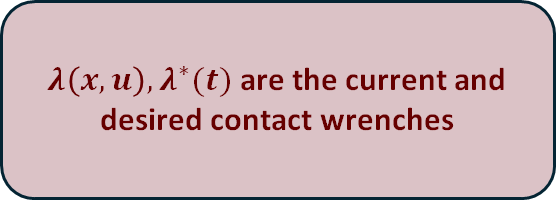 λ(x, u), λ*(t) are the current and
desired contact wrenches